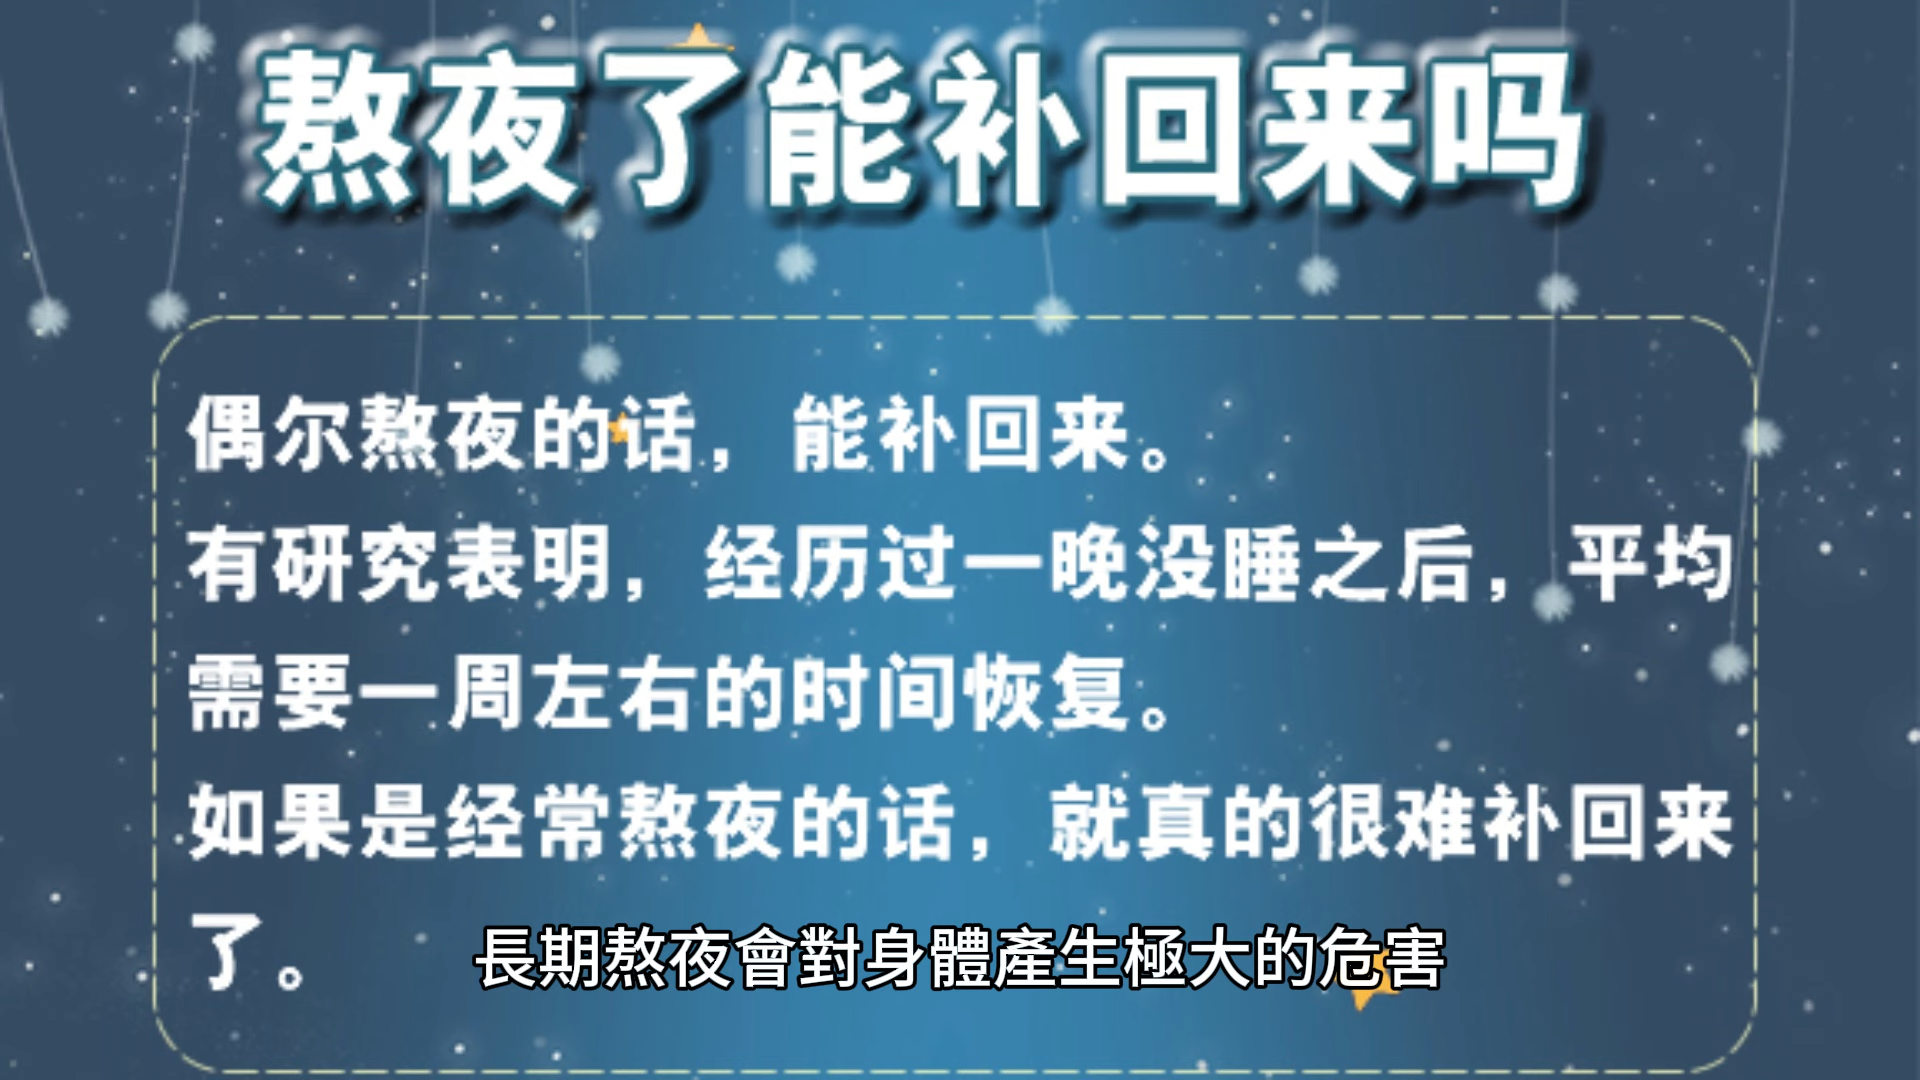 熬夜了能补回来吗
偶尔熬夜的话，能补回来。
有研究表明，经历过一晚没睡之后，平均
需要一周左右的时间恢复。
如果是经常熬夜的话，就真的很难补回来
了。
長期熬夜會對身體產生極大的危害